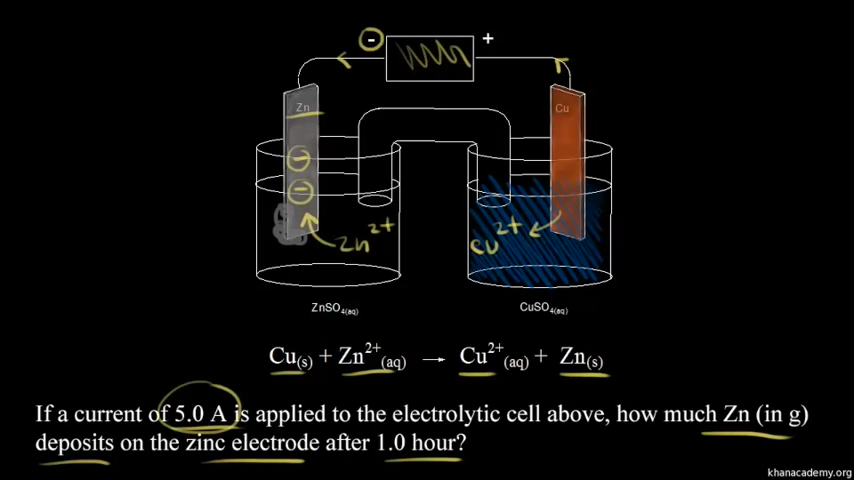 - +
Zn Cu
Zn²⁺ Cu²⁺
ZnSO₄₍ₐq₎ CuSO₄₍ₐq₎
Cu₍ₛ₎ + Zn²⁺₍ₐq₎ → Cu²⁺₍ₐq₎ + Zn₍ₛ₎
If a current of 5.0 A is applied to the electrolytic cell above, how much Zn (in g)
deposits on the zinc electrode after 1.0 hour?
khanacademy.org